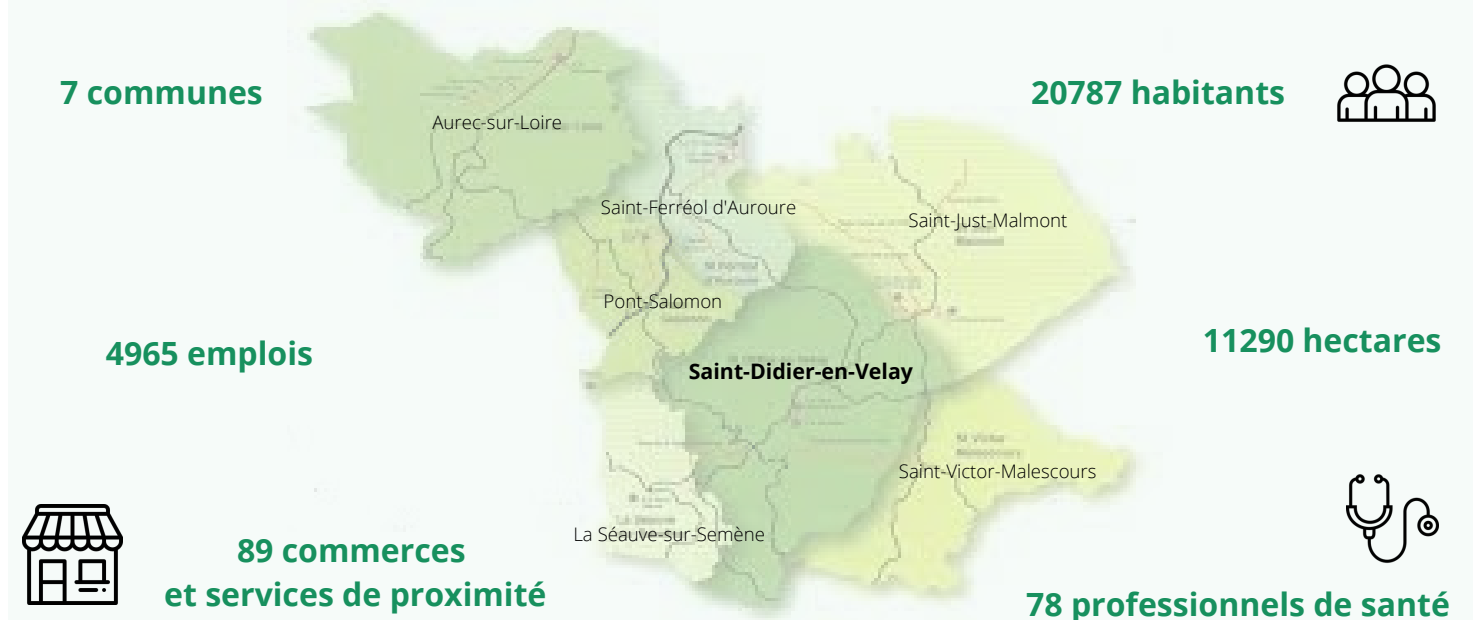 7 communes
20787 habitants
Aurec-sur-Loire
Saint-Ferréol d'Auroure
Saint-Just-Malmont
Pont-Salomon
4965 emplois
11290 hectares
Saint-Didier-en-Velay
Saint-Victor-Malescours
La Séauve-sur-Semène
89 commerces
et services de proximité
78 professionnels de santé